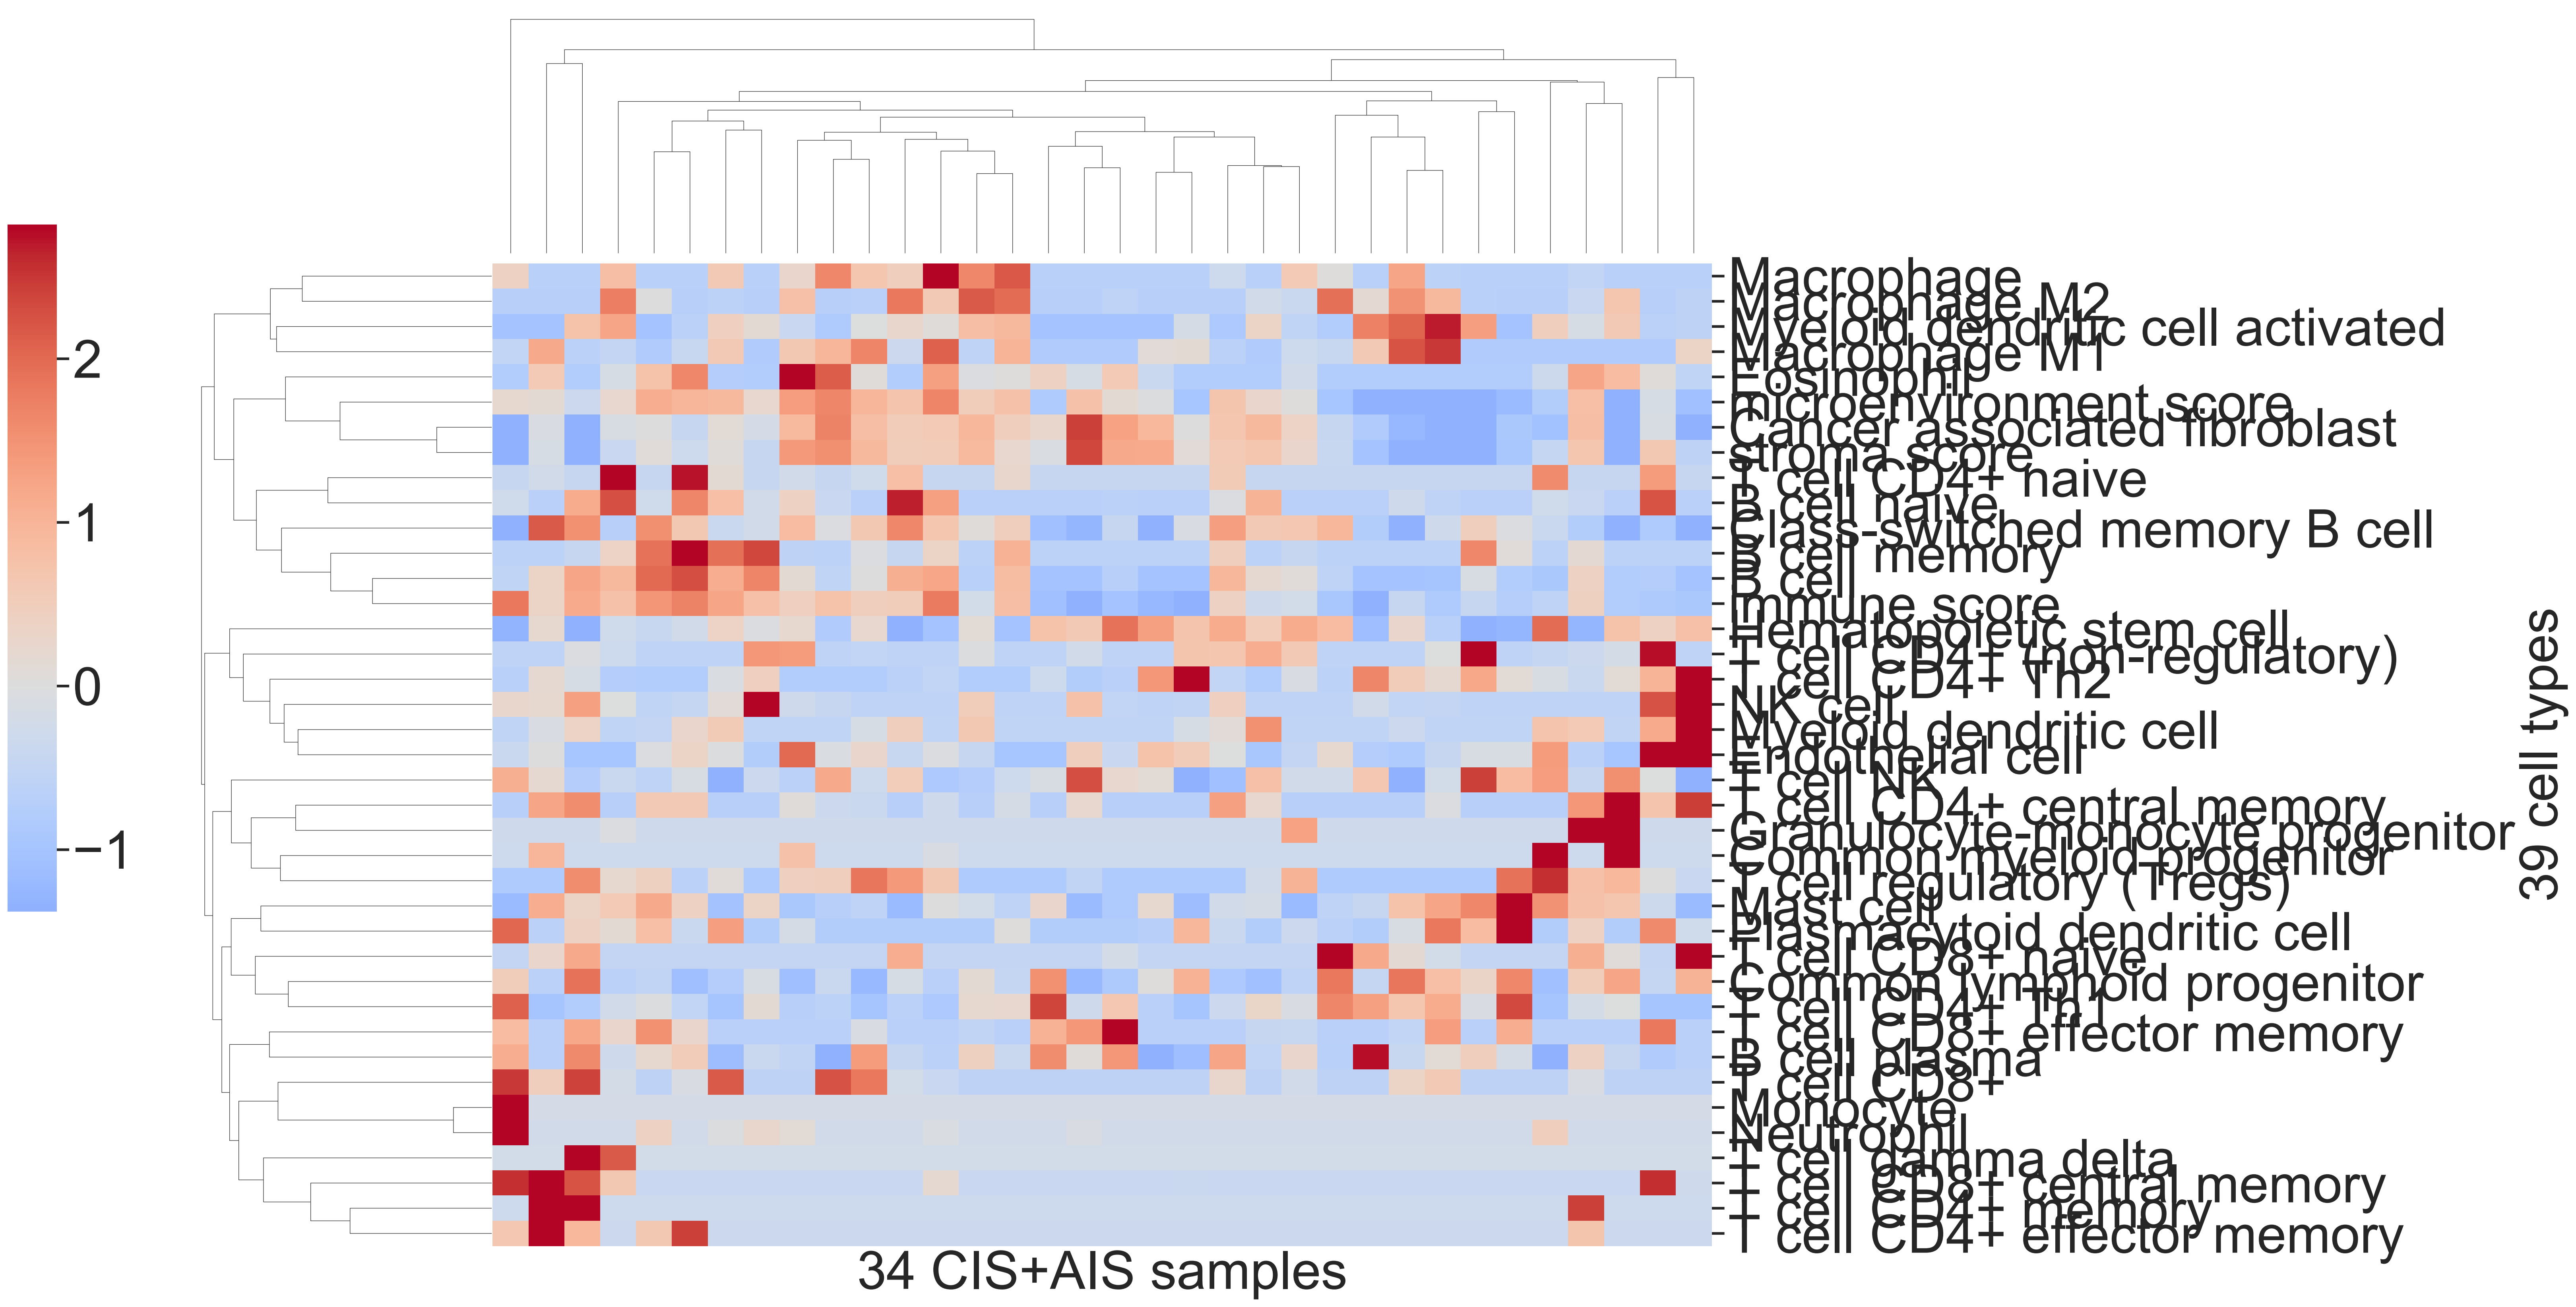 2
1
0
−1
Macrophage
Macrophage M2
Myeloid dendritic cell activated
Macrophage M1
Eosinophil
microenvironment score
Cancer associated fibroblast
stroma score
T cell CD4+ naive
B cell naive
Class-switched memory B cell
B cell memory
B cell
immune score
Hematopoietic stem cell
T cell CD4+ (non-regulatory)
T cell CD4+ Th2
NK cell
Myeloid dendritic cell
Endothelial cell
T cell NK
T cell CD4+ central memory
Granulocyte-monocyte progenitor
Common myeloid progenitor
T cell regulatory (Tregs)
Mast cell
Plasmacytoid dendritic cell
T cell CD8+ naive
Common lymphoid progenitor
T cell CD4+ Th1
T cell CD8+ effector memory
B cell plasma
T cell CD8+
Monocyte
Neutrophil
T cell gamma delta
T cell CD8+ central memory
T cell CD4+ memory
T cell CD4+ effector memory
39 cell types
34 CIS+AIS samples